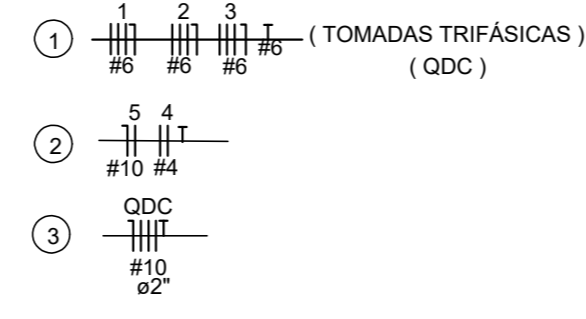 1 2 3
1 ( TOMADAS TRIFÁSICAS )
#6 #6 #6 #6
( QDC )
5 4
2
#10 #4
QDC
3
#10
ø2"